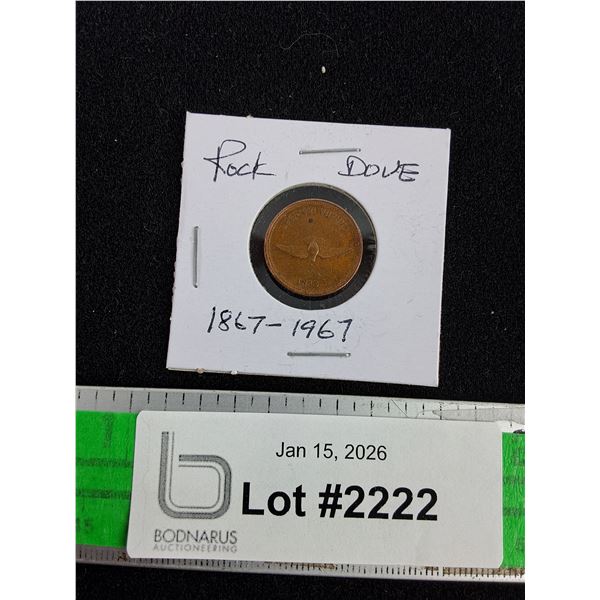 Rock DOVE
1867-1967
Jan 15, 2026
Lot #2222
BODNARUS
AUCTIONEERING